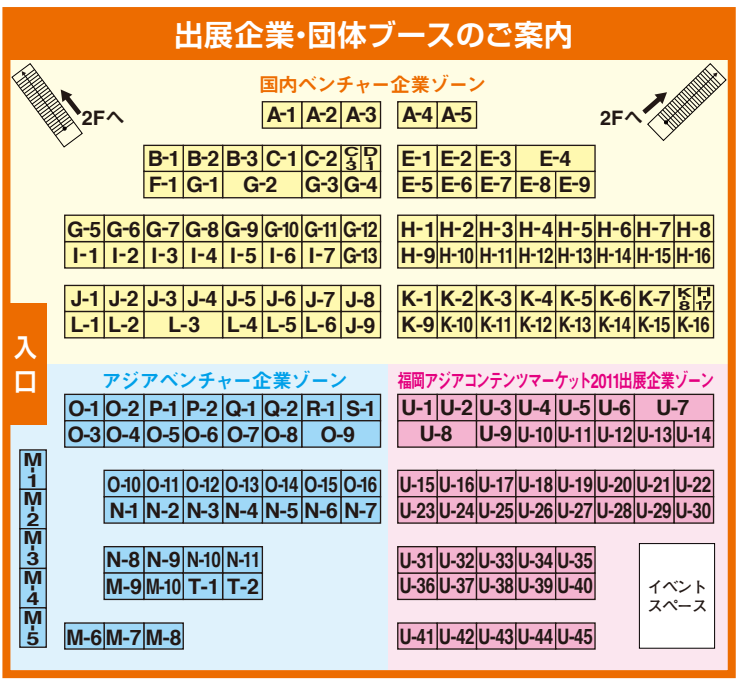 出展企業・団体ブースのご案内
国内ベンチャー企業ゾーン
2Fへ
2Fへ
A-1 A-2 A-3 A-4 A-5
B-1 B-2 B-3 C-1 C-2 C-3 D-1 E-1 E-2 E-3 E-4
F-1 G-1 G-2 G-3 G-4 E-5 E-6 E-7 E-8 E-9
G-5 G-6 G-7 G-8 G-9 G-10 G-11 G-12 H-1 H-2 H-3 H-4 H-5 H-6 H-7 H-8
I-1 I-2 I-3 I-4 I-5 I-6 I-7 G-13 H-9 H-10 H-11 H-12 H-13 H-14 H-15 H-16
J-1 J-2 J-3 J-4 J-5 J-6 J-7 J-8 K-1 K-2 K-3 K-4 K-5 K-6 K-7 K-8 H-17
L-1 L-2 L-3 L-4 L-5 L-6 J-9 K-9 K-10 K-11 K-12 K-13 K-14 K-15 K-16
入口
アジアベンチャー企業ゾーン
O-1 O-2 P-1 P-2 Q-1 Q-2 R-1 S-1
O-3 O-4 O-5 O-6 O-7 O-8 O-9
M-1
M-2
M-3
M-4
M-5
O-10 O-11 O-12 O-13 O-14 O-15 O-16
N-1 N-2 N-3 N-4 N-5 N-6 N-7
N-8 N-9 N-10 N-11
M-9 M-10 T-1 T-2
M-6 M-7 M-8
福岡アジアコンテンツマーケット2011出展企業ゾーン
U-1 U-2 U-3 U-4 U-5 U-6 U-7
U-8 U-9 U-10 U-11 U-12 U-13 U-14
U-15 U-16 U-17 U-18 U-19 U-20 U-21 U-22
U-23 U-24 U-25 U-26 U-27 U-28 U-29 U-30
U-31 U-32 U-33 U-34 U-35
U-36 U-37 U-38 U-39 U-40
U-41 U-42 U-43 U-44 U-45
イベント
スペース